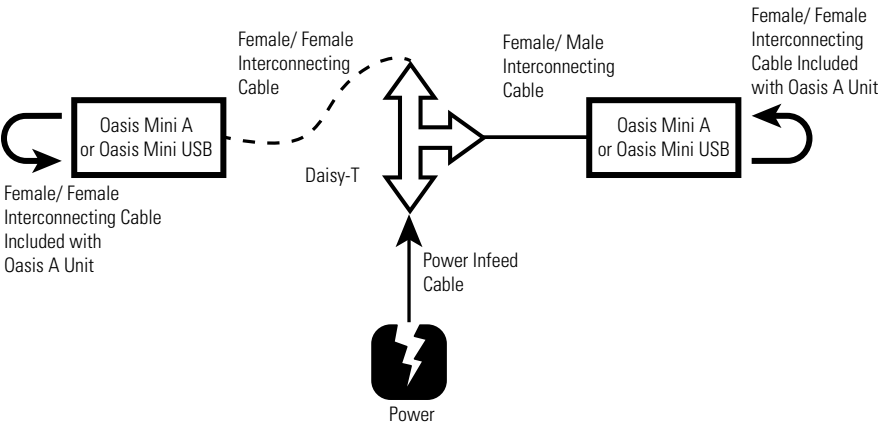 Female/ Female
Interconnecting
Cable
Female/ Male
Interconnecting
Cable
Female/ Female
Interconnecting
Cable Included
with Oasis A Unit
Oasis Mini A
or Oasis Mini USB
Oasis Mini A
or Oasis Mini USB
Daisy-T
Female/ Female
Interconnecting Cable
Included with
Oasis A Unit
Power Infeed
Cable
Power